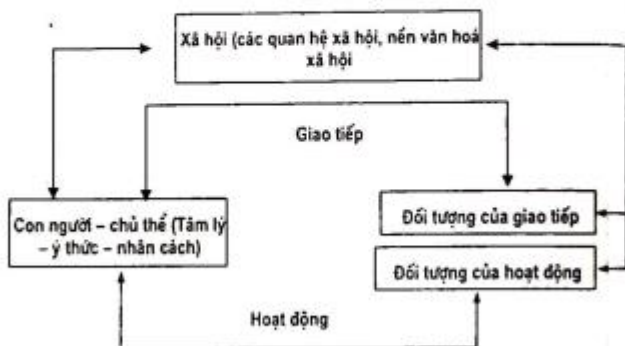 Xã hội (các quan hệ xã hội, nền văn hoá
xã hội
Giao tiếp
Con người – chủ thể (Tâm lý
– ý thức – nhân cách)
Đối tượng của giao tiếp
Đối tượng của hoạt động
Hoạt động